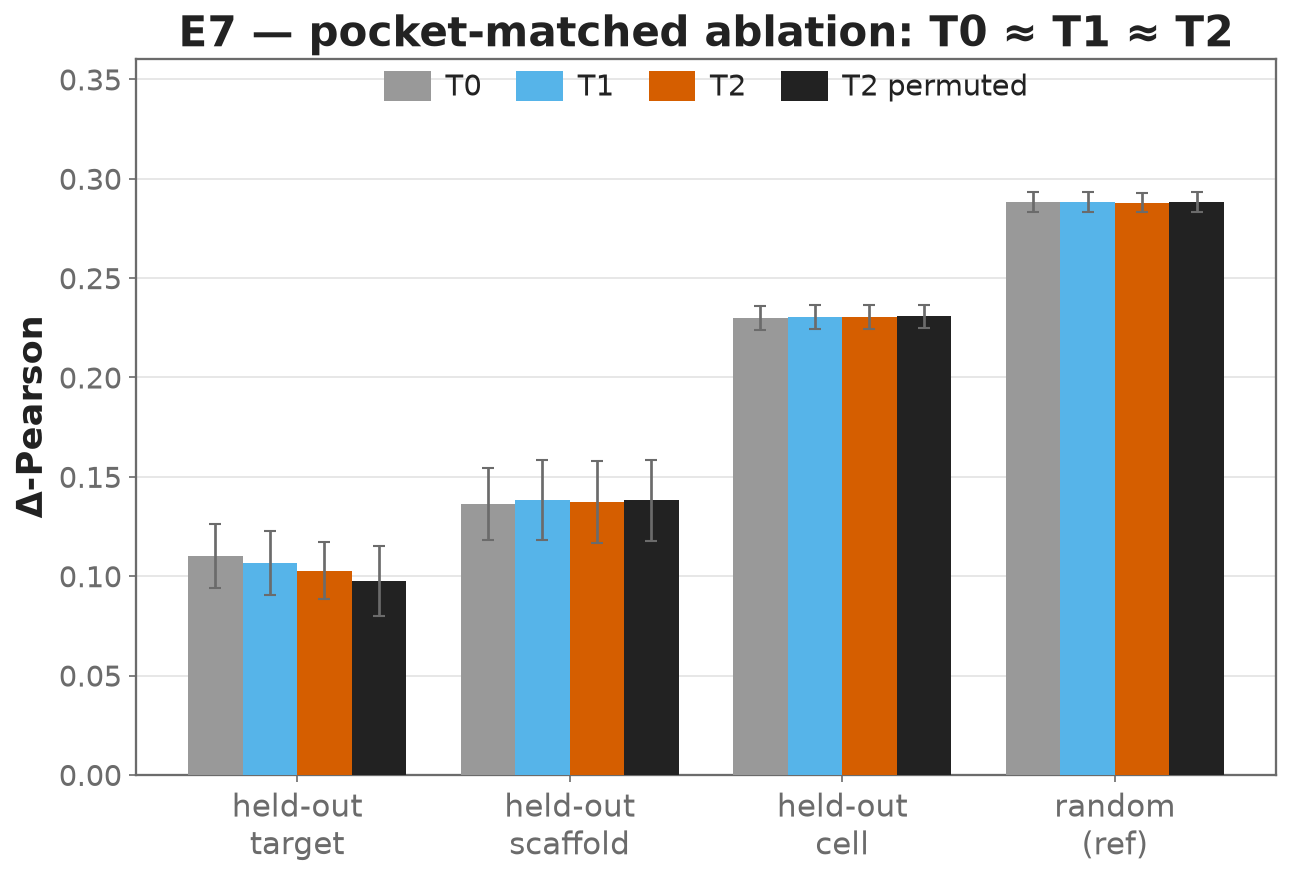 E7 — pocket-matched ablation: T0 ≈ T1 ≈ T2
T0 T1 T2 T2 permuted
Δ-Pearson
0.35
0.30
0.25
0.20
0.15
0.10
0.05
0.00
held-out
target
held-out
scaffold
held-out
cell
random
(ref)